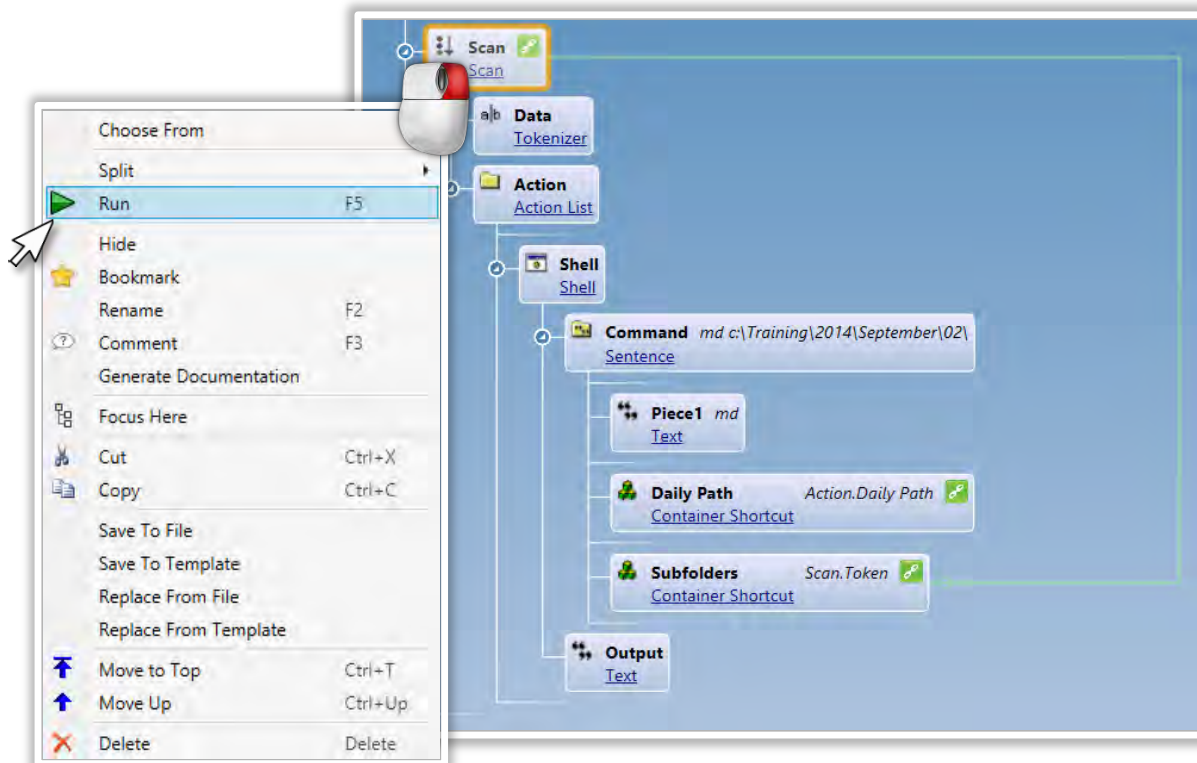 Choose From
Split
Run F5
Hide
Bookmark
Rename F2
Comment F3
Generate Documentation
Focus Here
Cut Ctrl+X
Copy Ctrl+C
Save To File
Save To Template
Replace From File
Replace From Template
Move to Top Ctrl+T
Move Up Ctrl+Up
Delete Delete
Scan
Scan
a|b Data
Tokenizer
Action
Action List
Shell
Shell
Command md c:\Training\2014\September\02\
Sentence
Piece1 md
Text
Daily Path Action.Daily Path
Container Shortcut
Subfolders Scan.Token
Container Shortcut
Output
Text